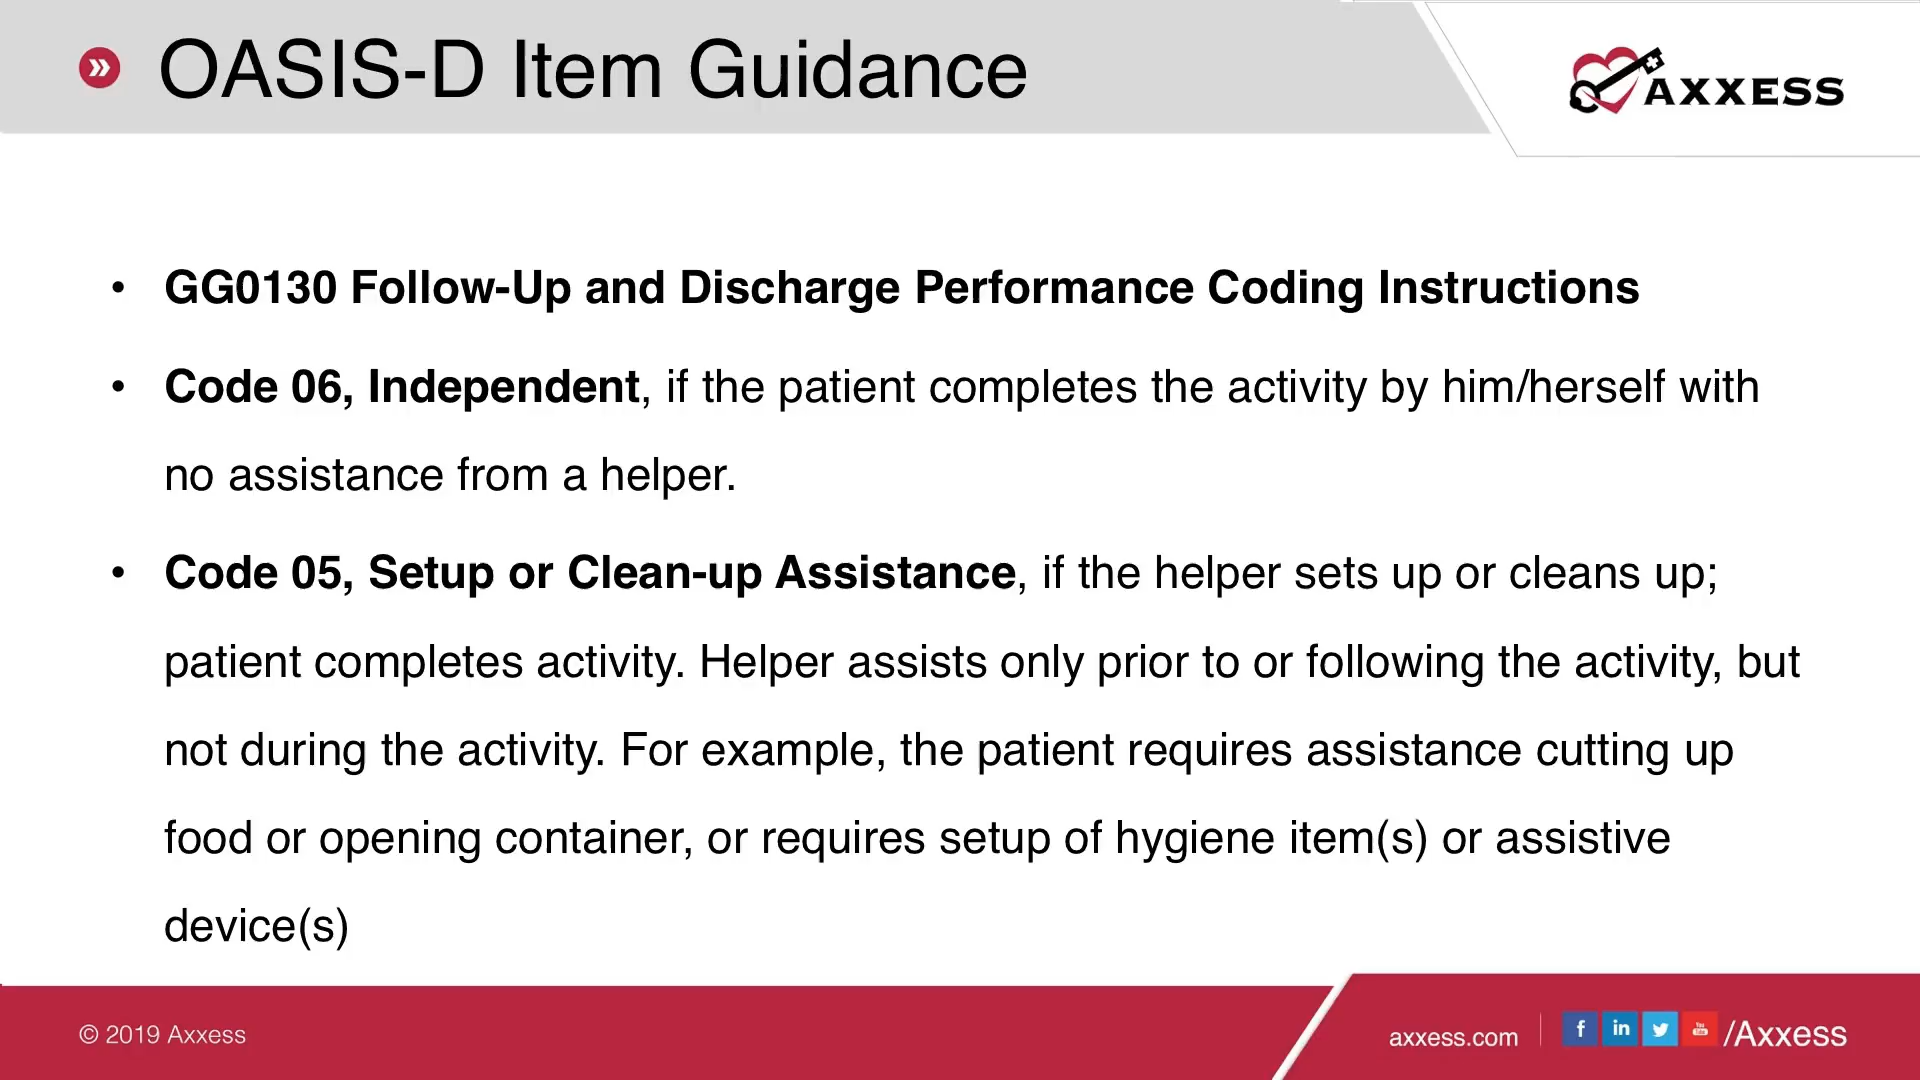 OASIS-D Item Guidance
AXXESS
• GG0130 Follow-Up and Discharge Performance Coding Instructions
• Code 06, Independent, if the patient completes the activity by him/herself with
no assistance from a helper.
• Code 05, Setup or Clean-up Assistance, if the helper sets up or cleans up;
patient completes activity. Helper assists only prior to or following the activity, but
not during the activity. For example, the patient requires assistance cutting up
food or opening container, or requires setup of hygiene item(s) or assistive
device(s)
© 2019 Axxess
axxess.com
f in You Tube /Axxess